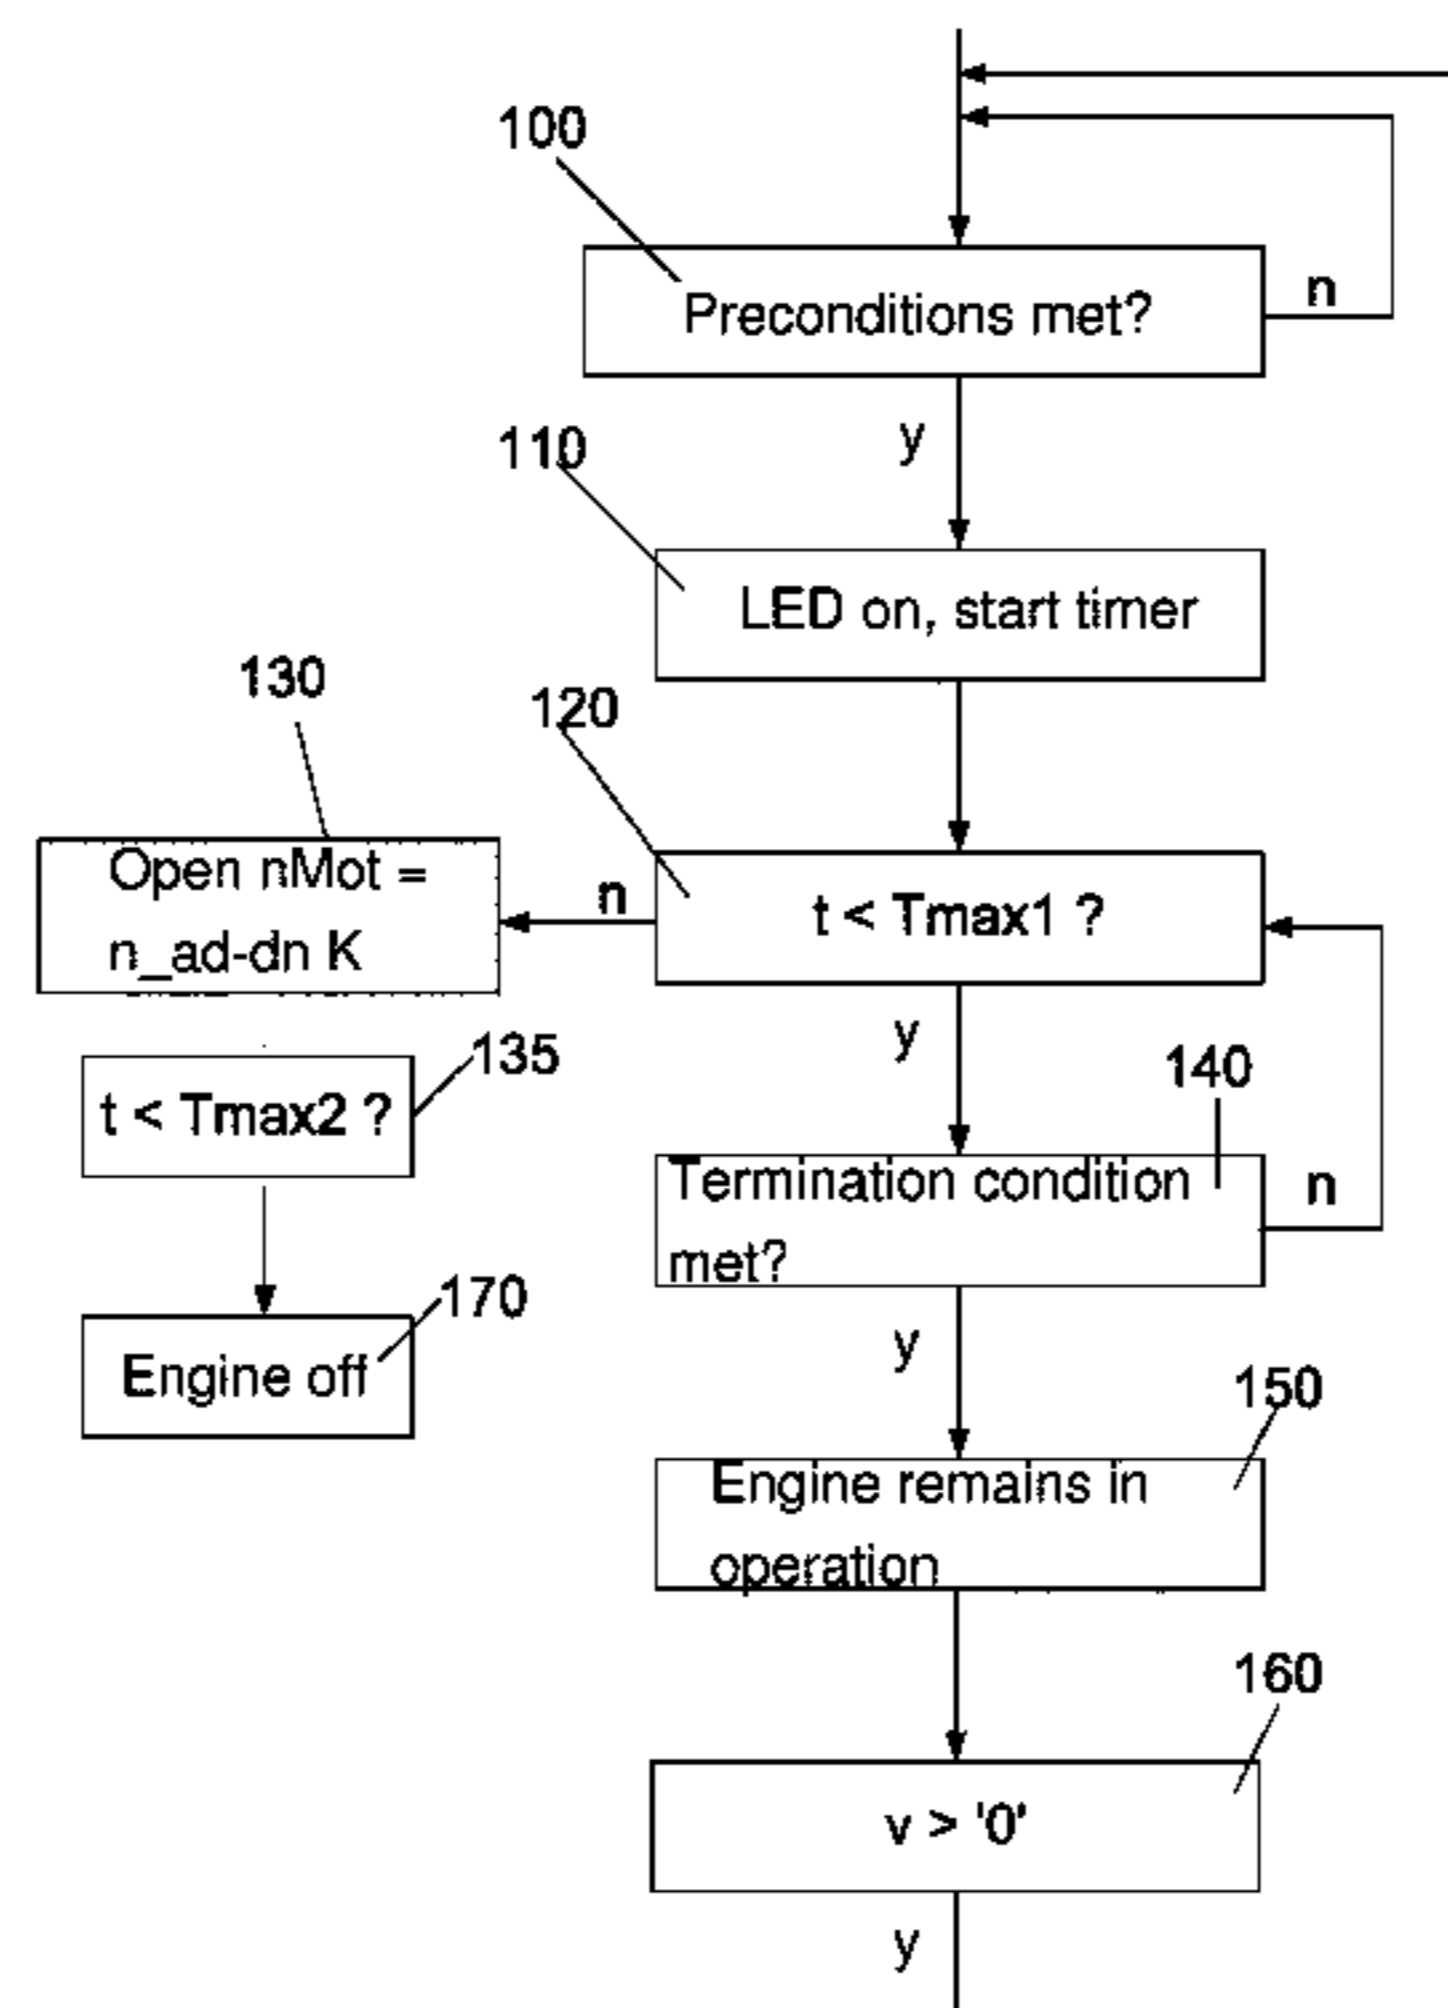 100
Preconditions met?
n
y
110
LED on, start timer
130
120
Open nMot =
n_ad-dn K
n
t < Tmax1 ?
y
135
t < Tmax2 ?
140
Termination condition
met?
n
170
Engine off
y
150
Engine remains in
operation
160
v > '0'
y